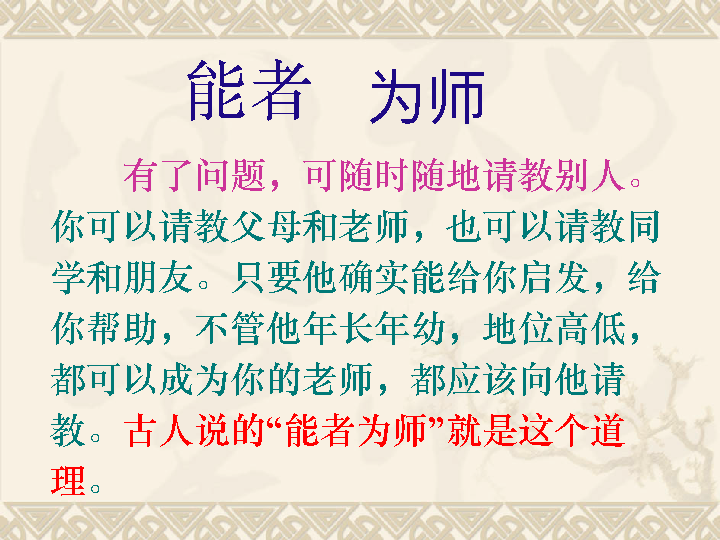 能者 为师
有了问题，可随时随地请教别人。
你可以请教父母和老师，也可以请教同
学和朋友。只要他确实能给你启发，给
你帮助，不管他年长年幼，地位高低，
都可以成为你的老师，都应该向他请
教。古人说的“能者为师”就是这个道
理。